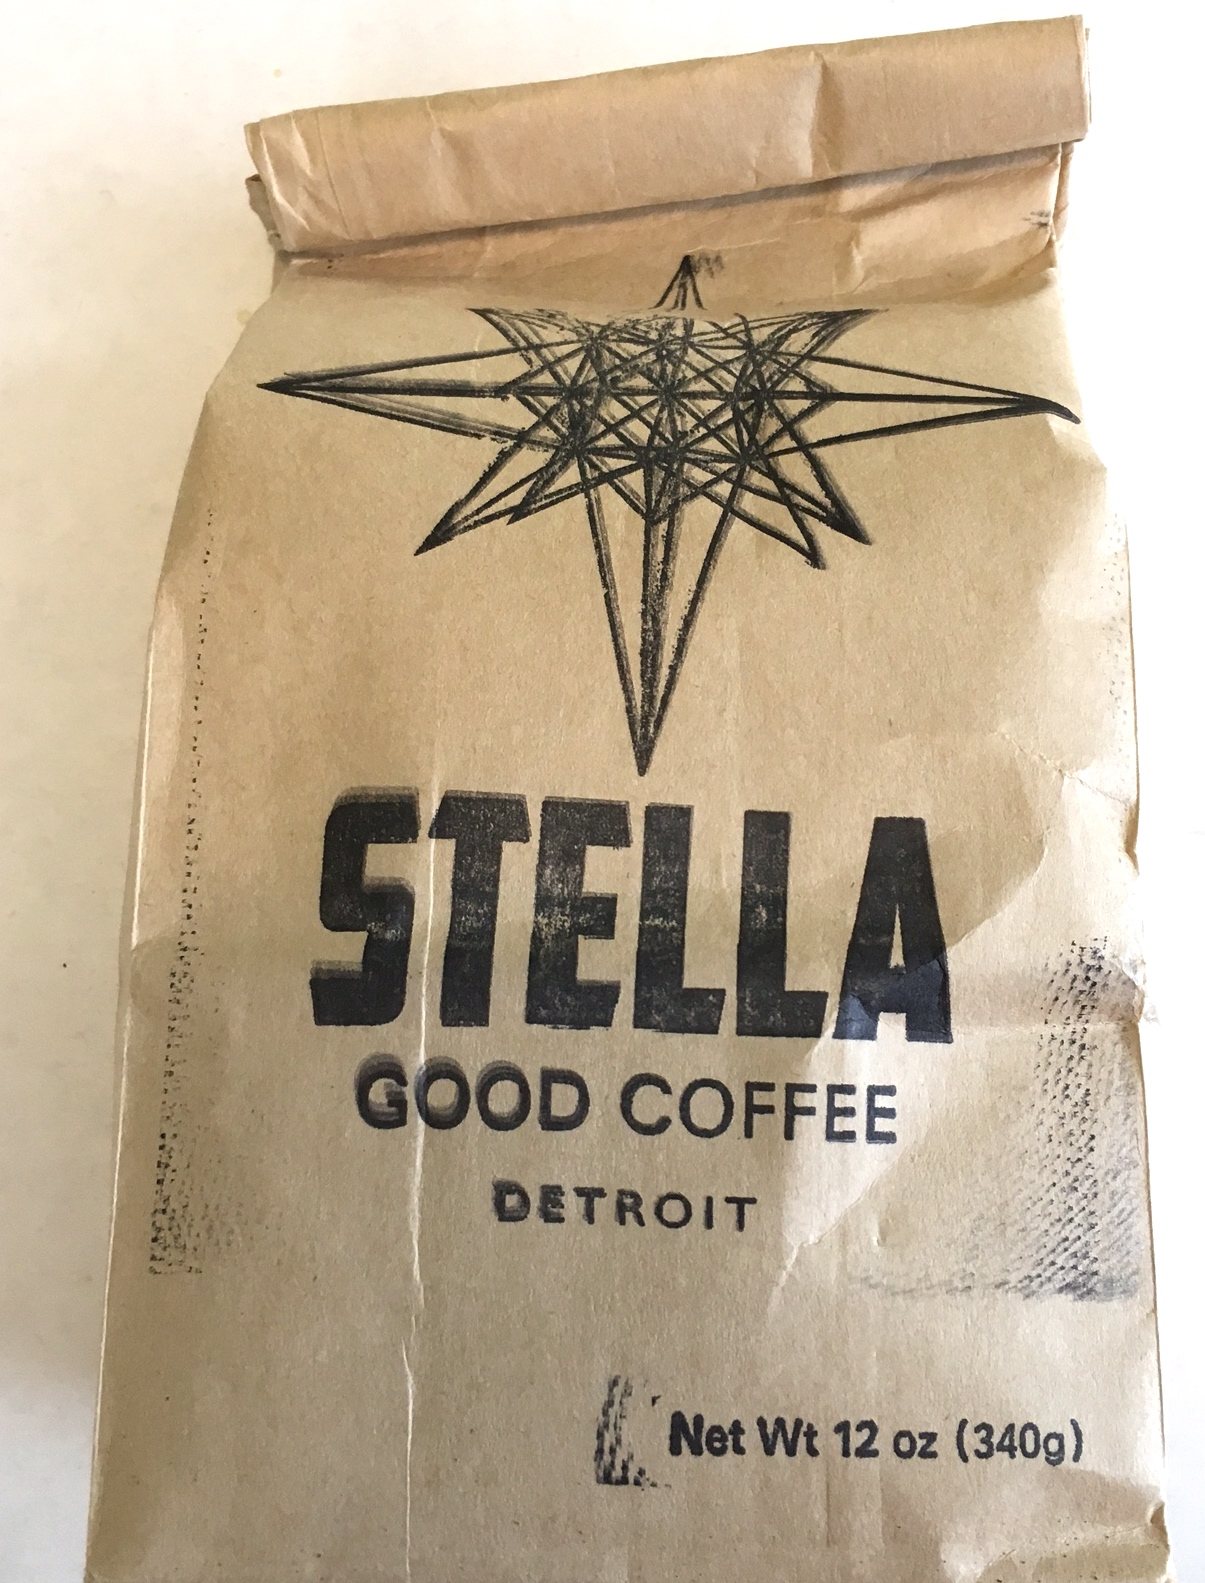 STELLA
GOOD COFFEE
DETROIT
Net Wt 12 oz (340g)